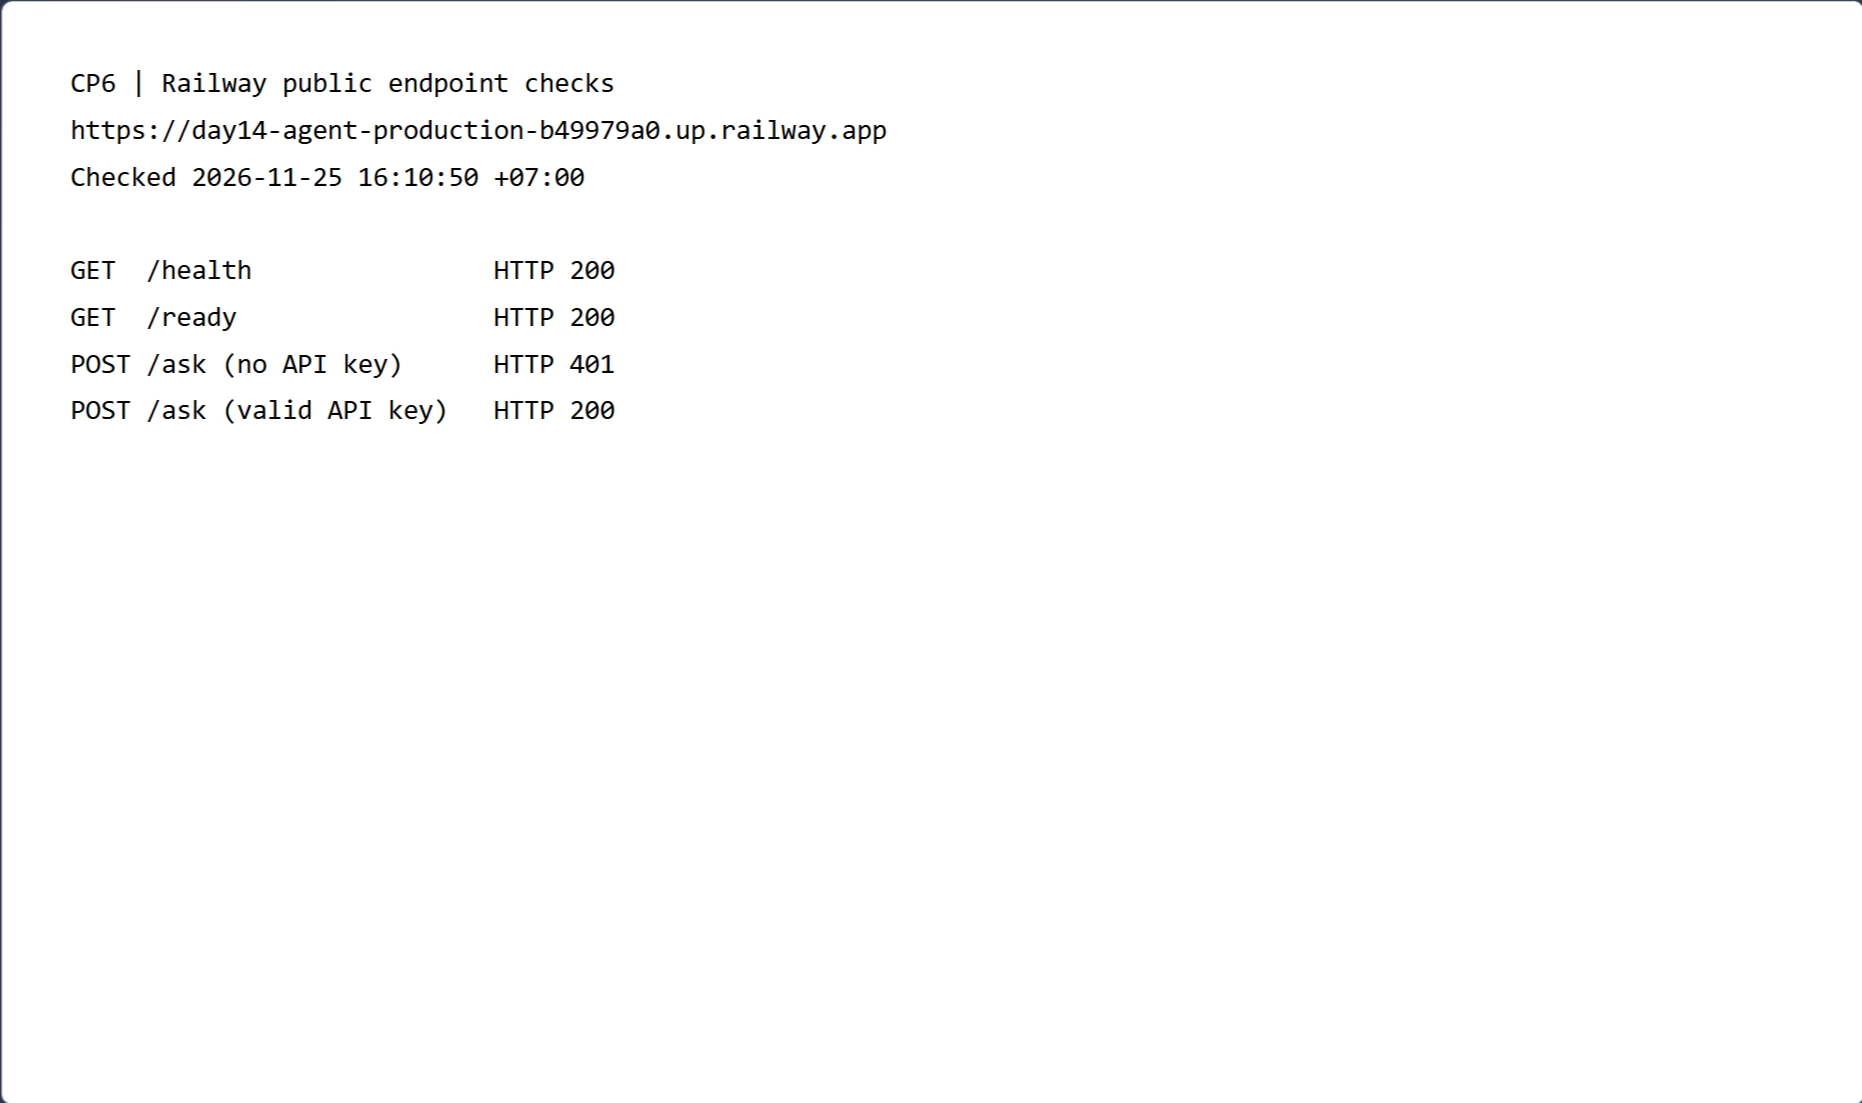 CP6 | Railway public endpoint checks
https://day14-agent-production-b49979a0.up.railway.app
Checked 2026-11-25 16:10:50 +07:00
GET  /health                HTTP 200
GET  /ready                 HTTP 200
POST /ask (no API key)      HTTP 401
POST /ask (valid API key)   HTTP 200